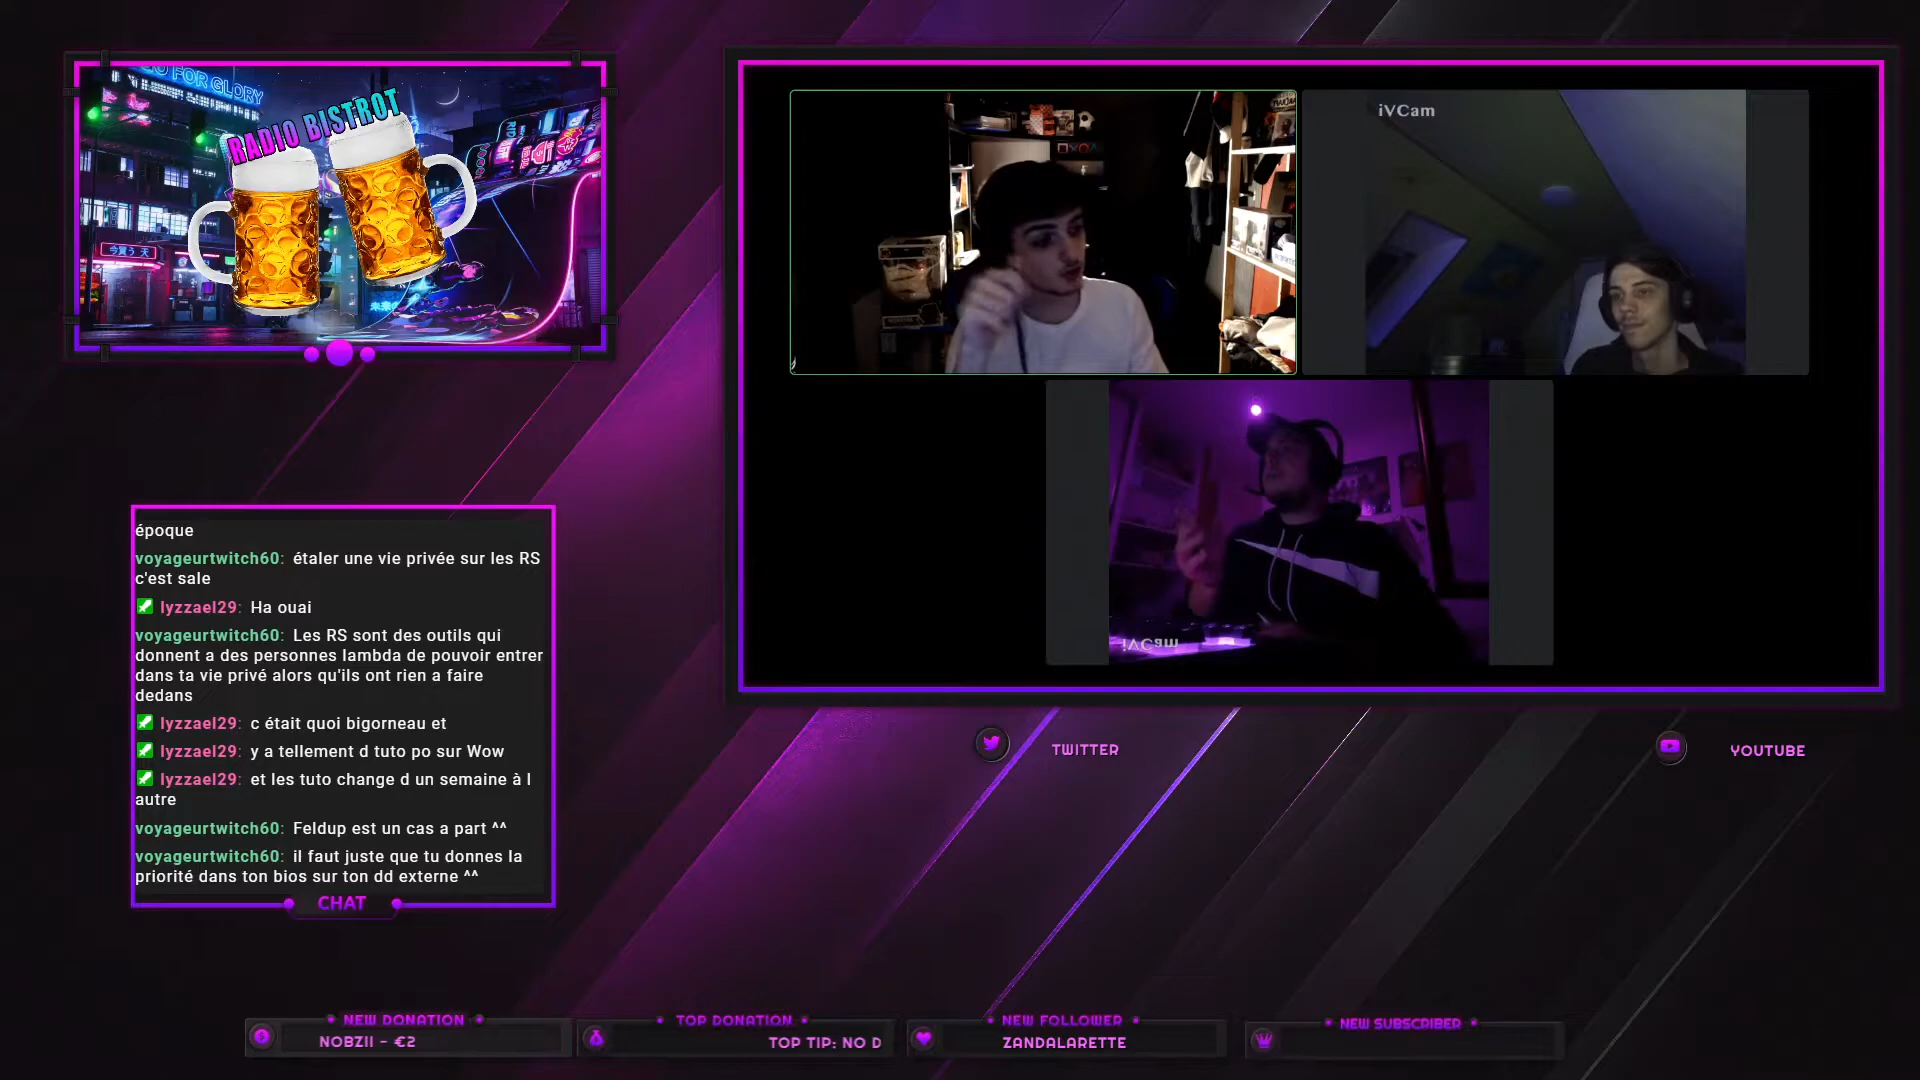 FOR GLORY
RADIO BISTROT
iVCam
époque
voyageurtwitch60: étaler une vie privée sur les RS
c'est sale
lyzzael29: Ha ouai
voyageurtwitch60: Les RS sont des outils qui
donnent a des personnes lambda de pouvoir entrer
dans ta vie privé alors qu'ils ont rien a faire
dedans
lyzzael29: c était quoi bigorneau et
lyzzael29: y a tellement d tuto po sur Wow
lyzzael29: et les tuto change d un semaine à l
autre
voyageurtwitch60: Feldup est un cas a part ^^
voyageurtwitch60: il faut juste que tu donnes la
priorité dans ton bios sur ton dd externe ^^
CHAT
iVCam
TWITTER
YOUTUBE
NEW DONATION
NOBZII - €2
TOP DONATION
TOP TIP: NO D
NEW FOLLOWER
ZANDALARETTE
NEW SUBSCRIBER